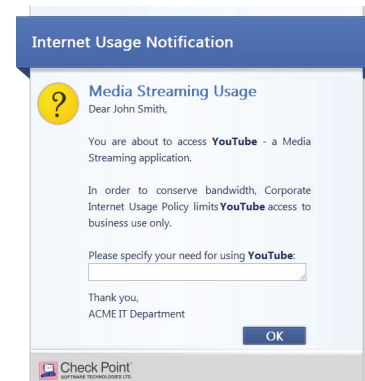 Internet Usage Notification
?
Media Streaming Usage
Dear John Smith,
You are about to access YouTube - a Media
Streaming application.
In order to conserve bandwidth, Corporate
Internet Usage Policy limits YouTube access to
business use only.
Please specify your need for using YouTube:
Thank you,
ACME IT Department
OK
Check Point
SOFTWARE TECHNOLOGIES LTD.